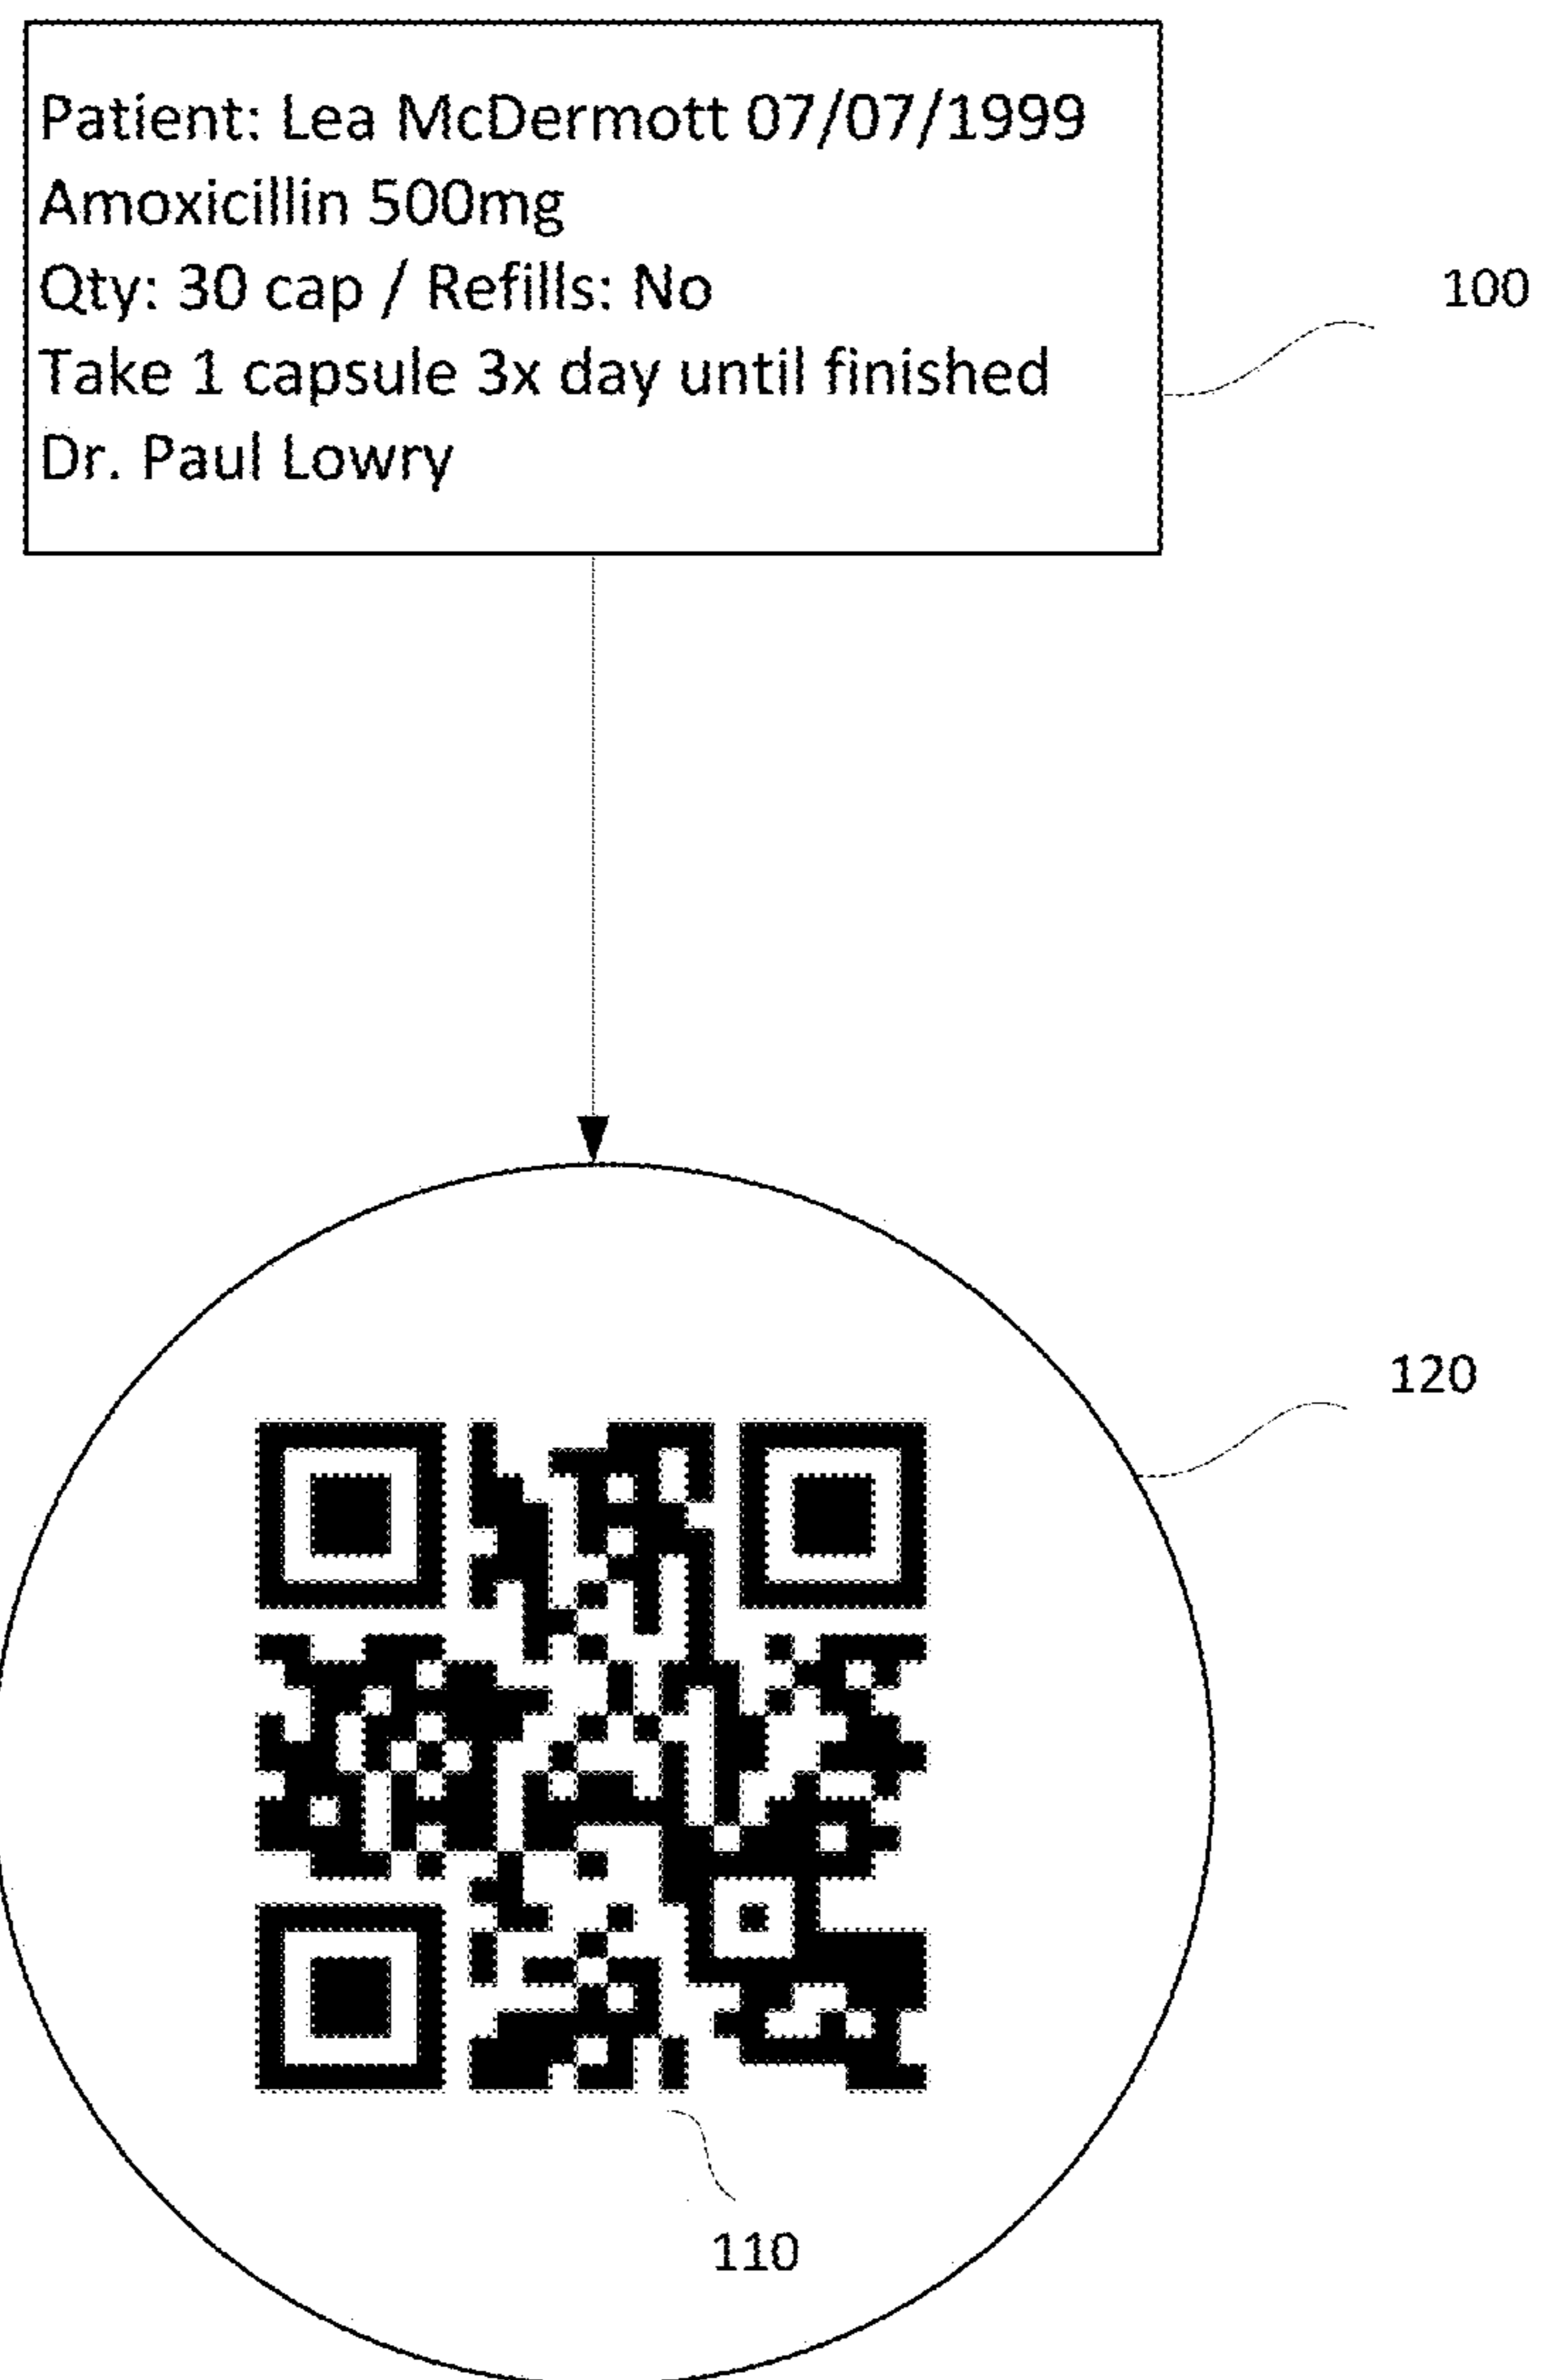 Patient: Lea McDermott 07/07/1999
Amoxicillin 500mg
Qty: 30 cap / Refills: No
Take 1 capsule 3x day until finished
Dr. Paul Lowry
100
120
110